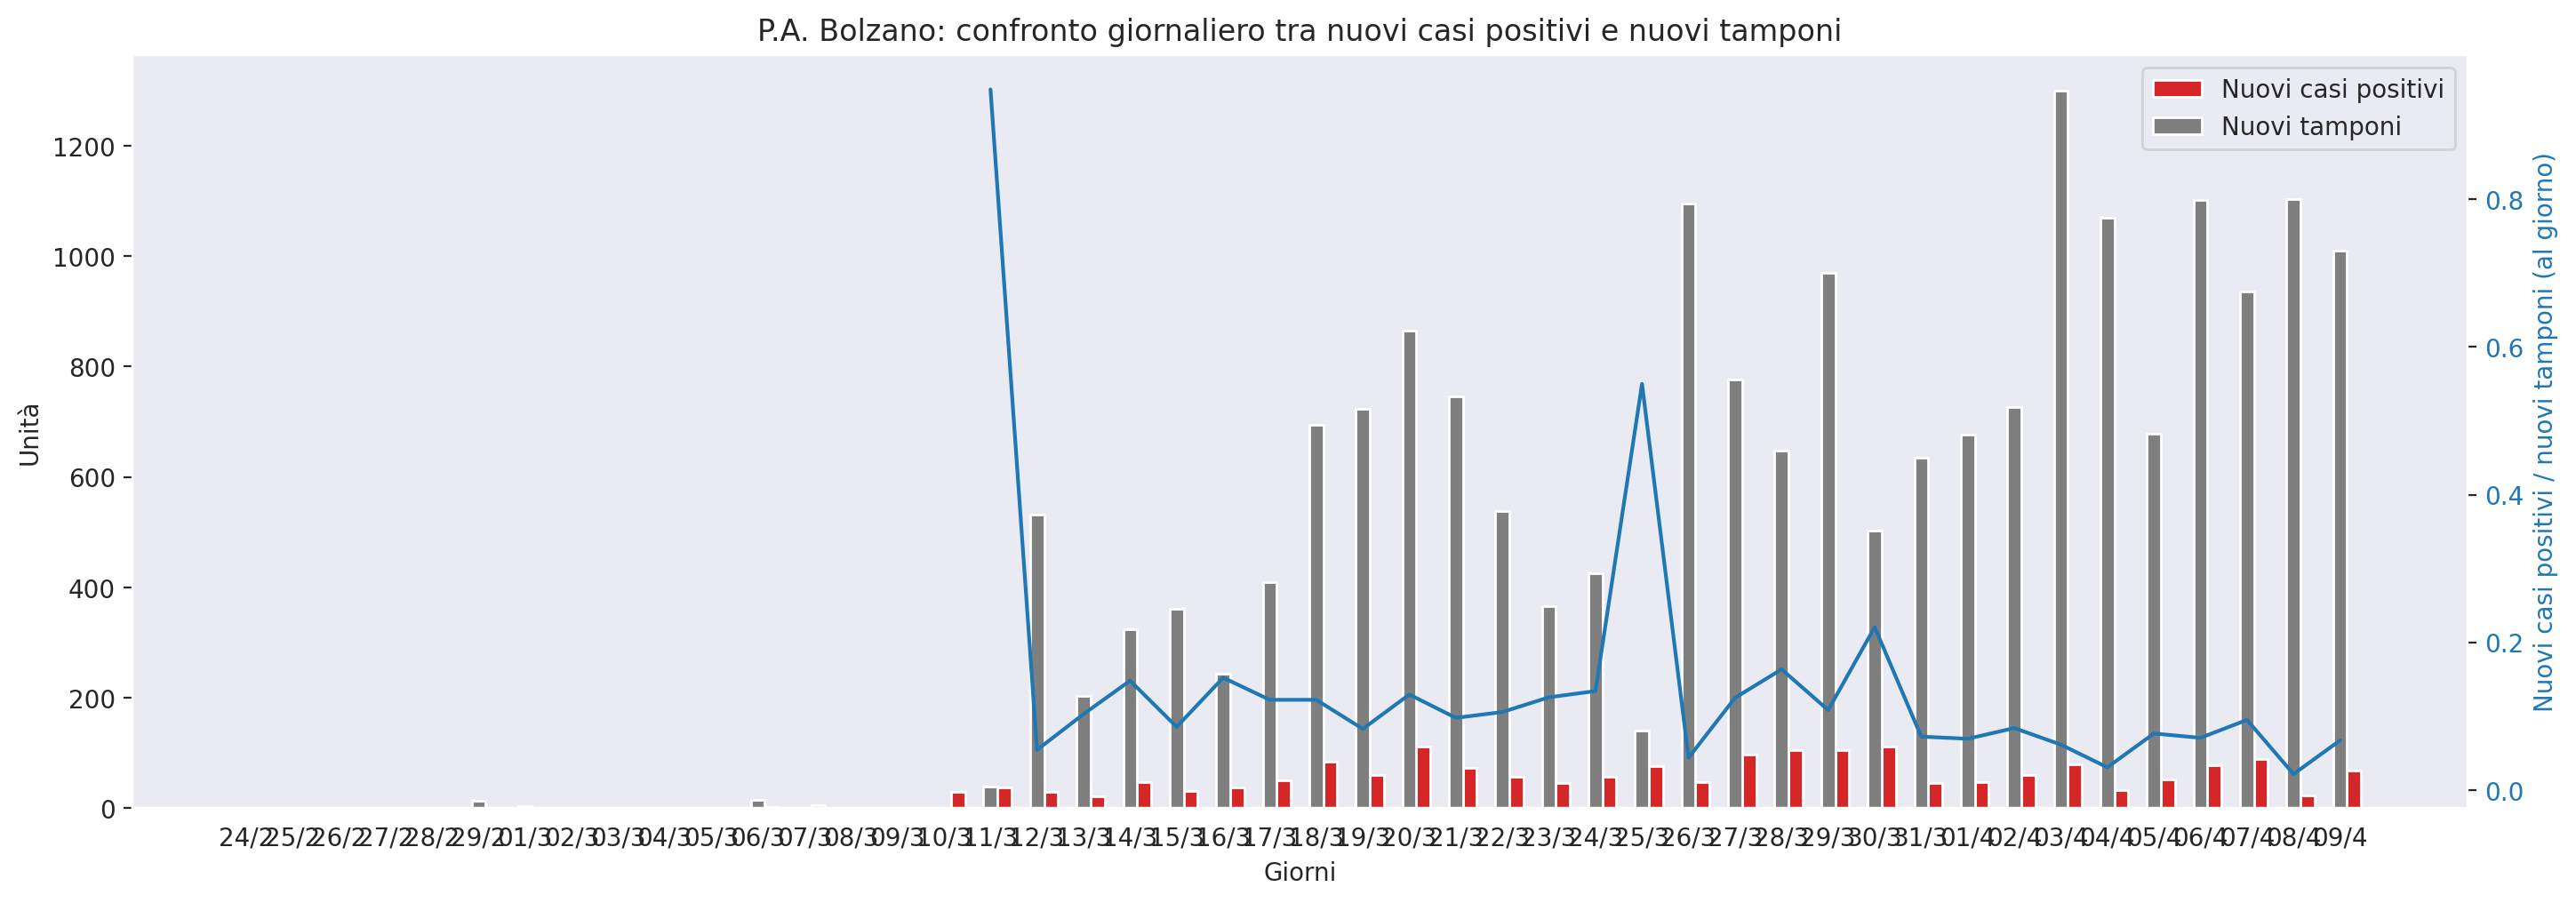 P.A. Bolzano: confronto giornaliero tra nuovi casi positivi e nuovi tamponi
Nuovi casi positivi
Nuovi tamponi
1200
1000
800
600
400
200
0
Unità
0.8
0.6
0.4
0.2
0.0
Nuovi casi positivi / nuovi tamponi (al giorno)
24/2 25/2 26/2 27/2 28/2 29/2 01/3 02/3 03/3 04/3 05/3 06/3 07/3 08/3 09/3 10/3 11/3 12/3 13/3 14/3 15/3 16/3 17/3 18/3 19/3 20/3 21/3 22/3 23/3 24/3 25/3 26/3 27/3 28/3 29/3 30/3 31/3 01/4 02/4 03/4 04/4 05/4 06/4 07/4 08/4 09/4
Giorni